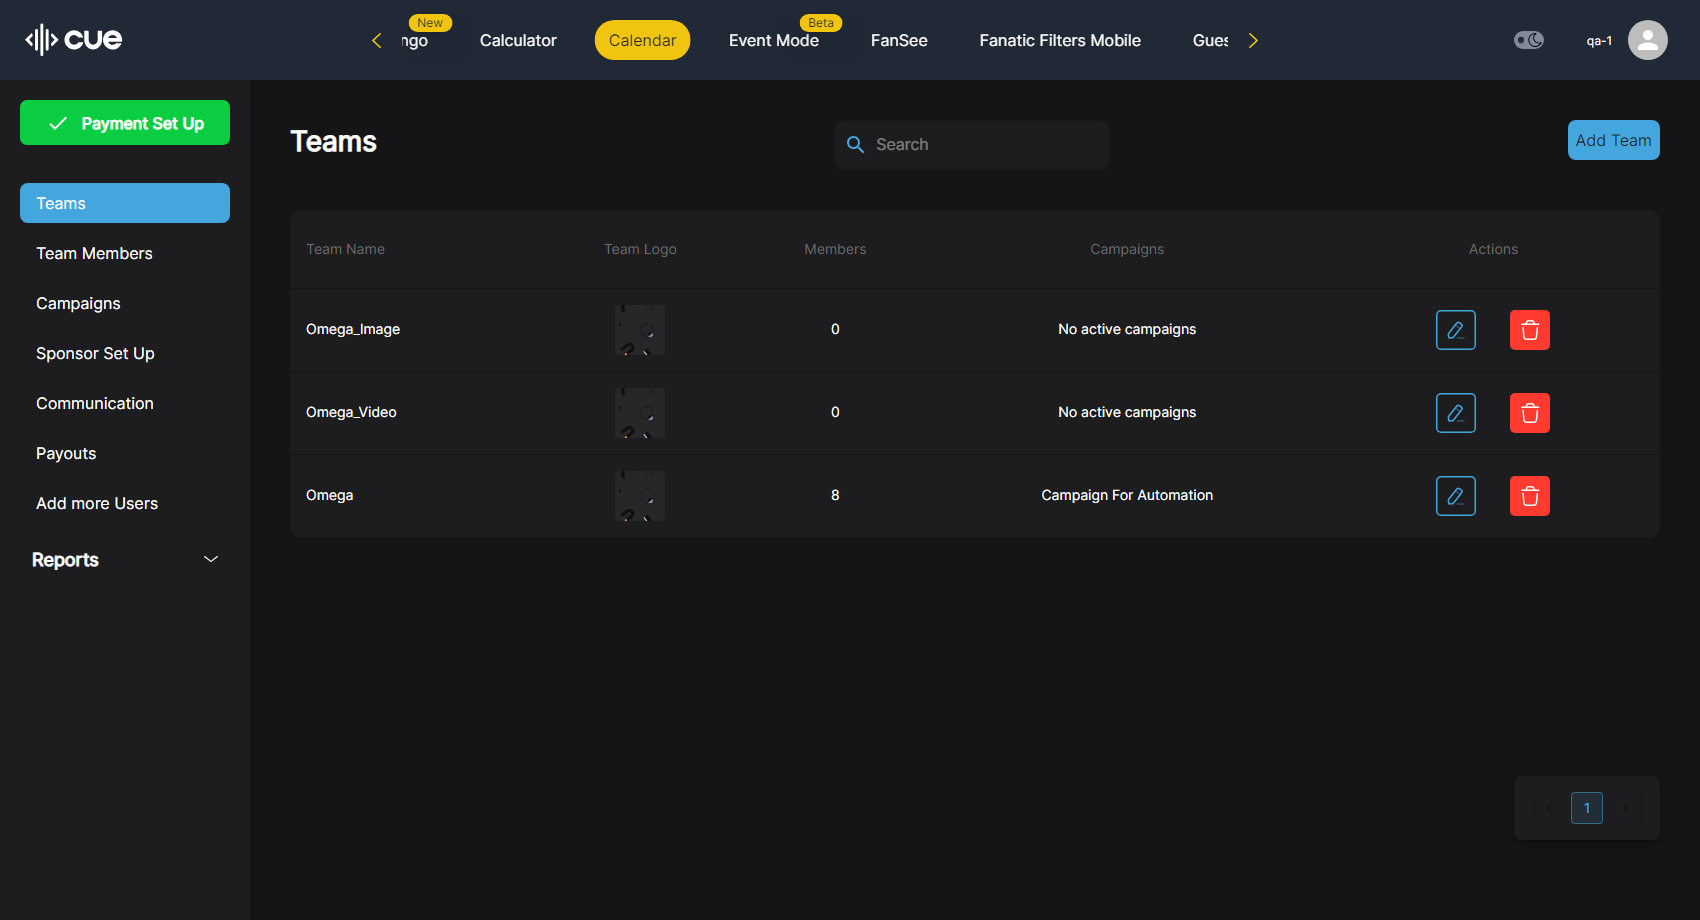 cue
New
ngo
Calculator
Calendar
Beta
Event Mode
FanSee
Fanatic Filters Mobile
Gues
qa-1
Payment Set Up
Teams
Team Members
Campaigns
Sponsor Set Up
Communication
Payouts
Add more Users
Reports
Teams
Search
Add Team
Team Name Team Logo Members Campaigns Actions
Omega_Image 0 No active campaigns
Omega_Video 0 No active campaigns
Omega 8 Campaign For Automation
1